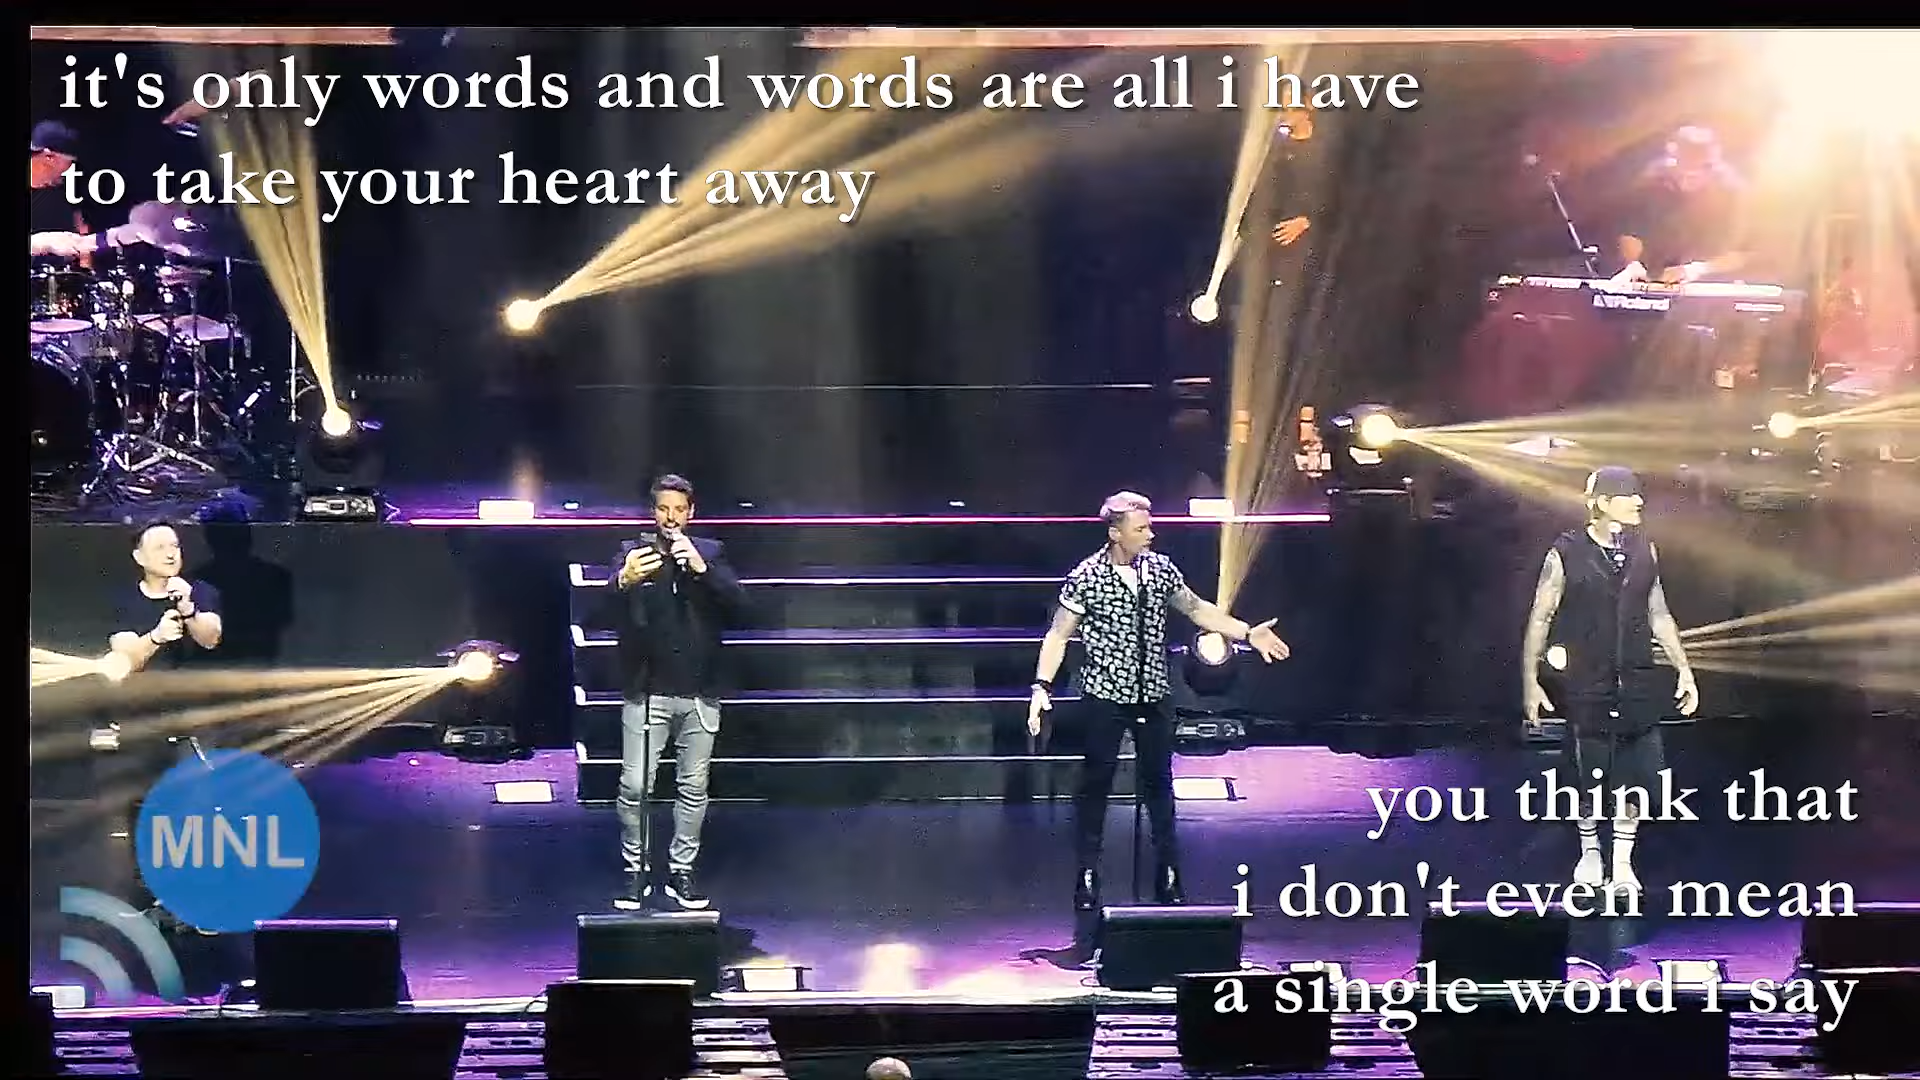 it's only words and words are all i have
to take your heart away
Roland
MNL
you think that
i don't even mean
a single word i say